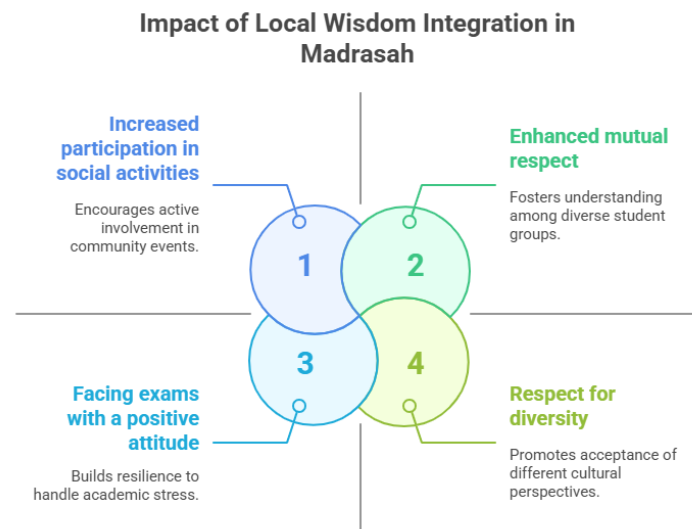 Impact of Local Wisdom Integration in
Madrasah
Increased
participation in
social activities
Encourages active
involvement in
community events.
Enhanced mutual
respect
Fosters understanding
among diverse student
groups.
1
2
3
4
Facing exams
with a positive
attitude
Builds resilience to
handle academic stress.
Respect for
diversity
Promotes acceptance of
different cultural
perspectives.